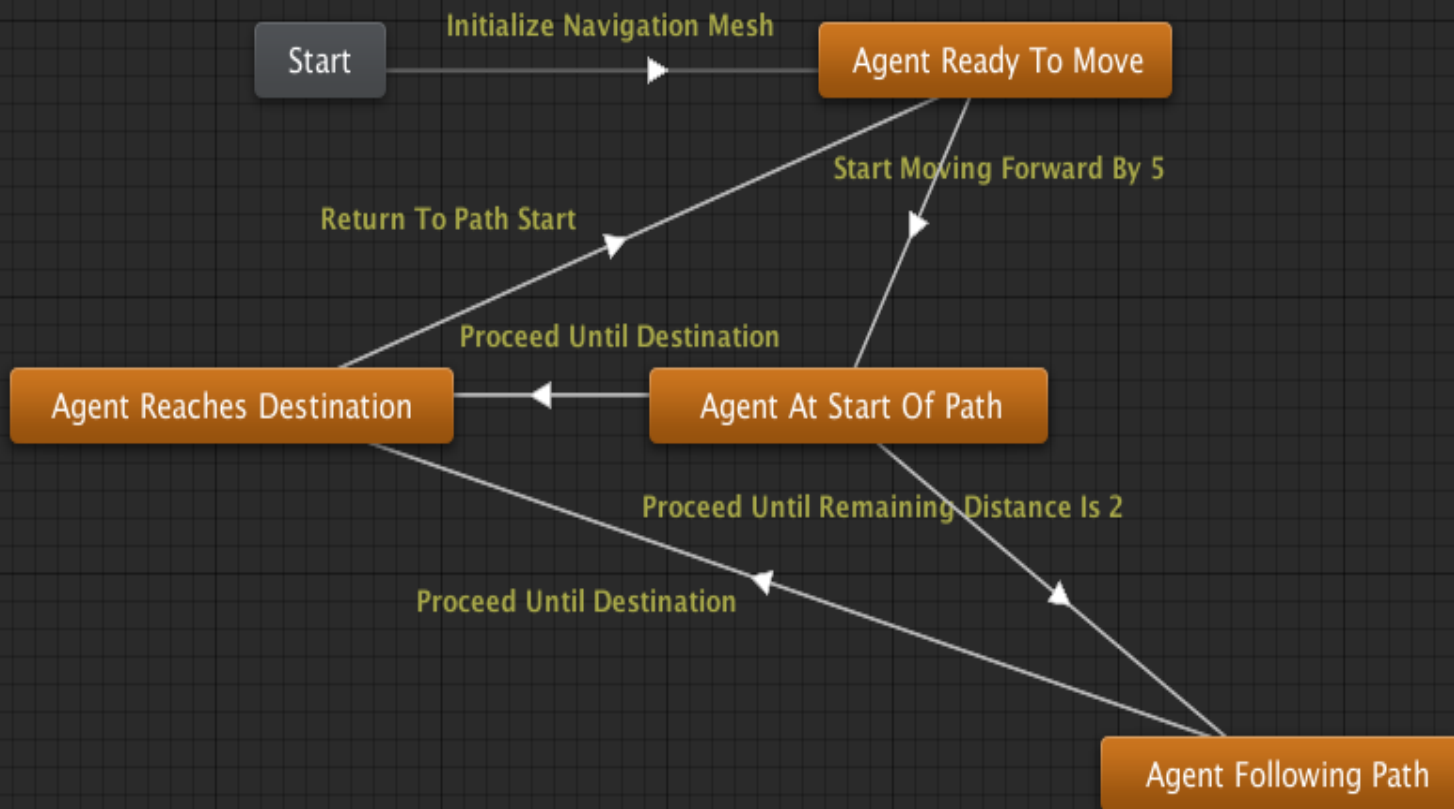 Initialize Navigation Mesh
Start
Agent Ready To Move
Start Moving Forward By 5
Return To Path Start
Proceed Until Destination
Agent Reaches Destination
Agent At Start Of Path
Proceed Until Remaining Distance Is 2
Proceed Until Destination
Agent Following Path